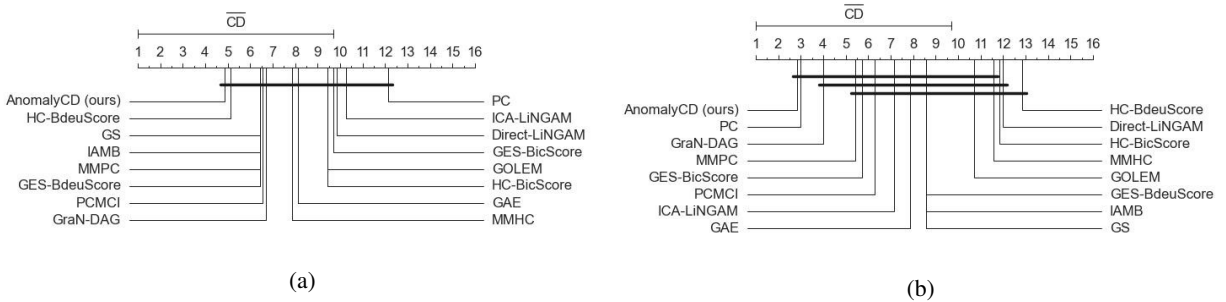 CD
1 2 3 4 5 6 7 8 9 10 11 12 13 14 15 16
AnomalyCD (ours)
HC-BdeuScore
GS
IAMB
MMPC
GES-BdeuScore
PCMCI
GraN-DAG
PC
ICA-LiNGAM
Direct-LiNGAM
GES-BicScore
GOLEM
HC-BicScore
GAE
MMHC
(a)
CD
1 2 3 4 5 6 7 8 9 10 11 12 13 14 15 16
AnomalyCD (ours)
PC
GraN-DAG
MMPC
GES-BicScore
PCMCI
ICA-LiNGAM
GAE
HC-BdeuScore
Direct-LiNGAM
HC-BicScore
MMHC
GOLEM
GES-BdeuScore
IAMB
GS
(b)